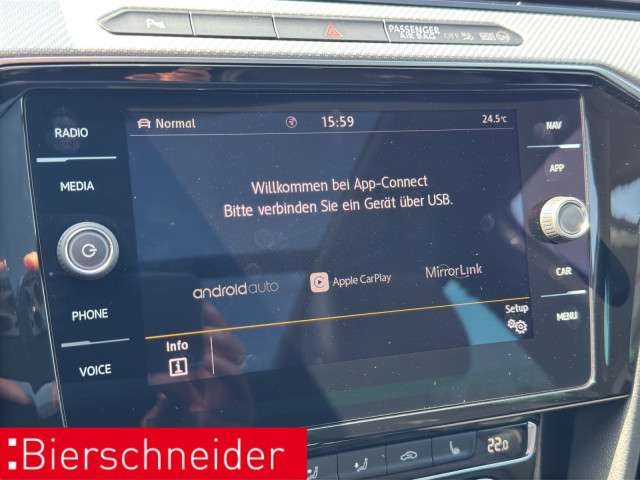 PASSENGER
AIR BAG OFF
RADIO
MEDIA
PHONE
VOICE
Normal
15:59
24.5°C
Willkommen bei App-Connect
Bitte verbinden Sie ein Gerät über USB.
androidauto
Apple CarPlay
MirrorLink
Setup
Info
NAV
APP
CAR
MENU
22.0
Bierschneider